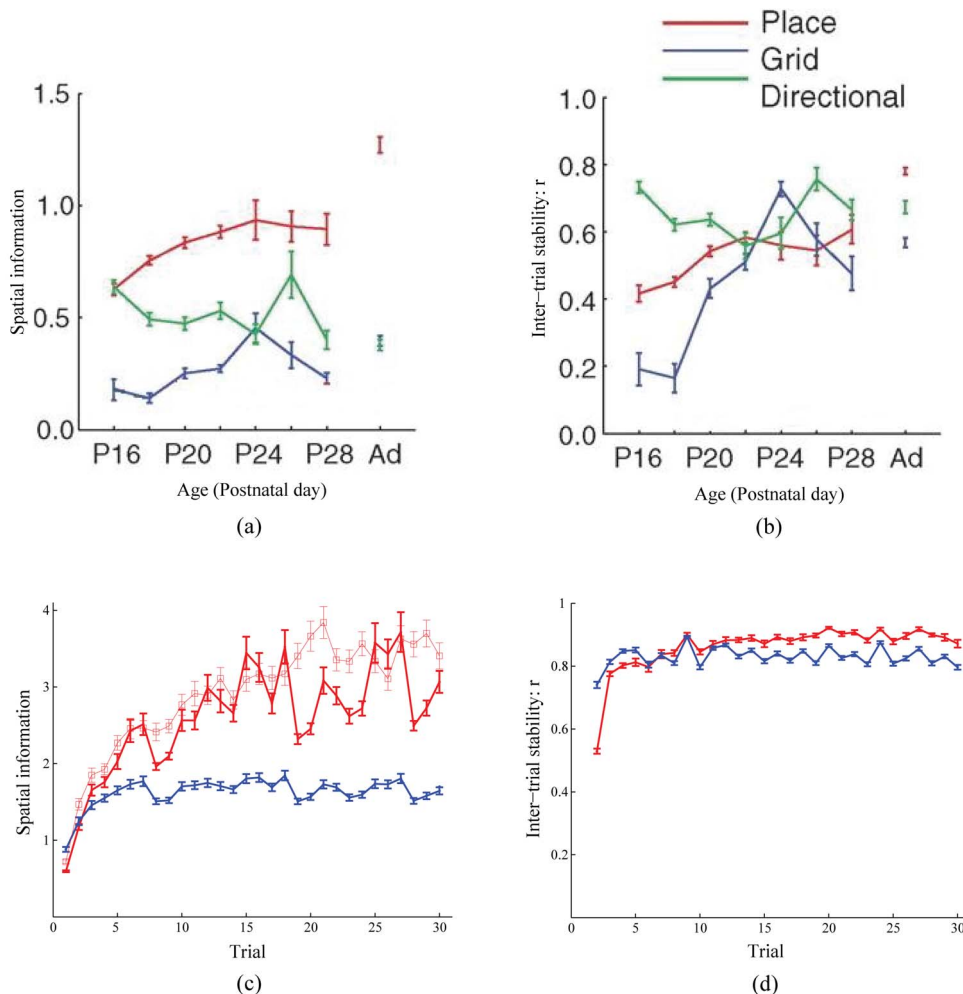 Place
Grid
Directional
1.5
1.0
0.5
0.0
Spatial information
P16 P20 P24 P28 Ad
Age (Postnatal day)
(a)
1.0
0.8
0.6
0.4
0.2
0.0
Inter−trial stability: r
P16 P20 P24 P28 Ad
Age (Postnatal day)
(b)
4
3
2
1
Spatial information
0 5 10 15 20 25 30
Trial
(c)
1
0.8
0.6
0.4
0.2
Inter−trial stability: r
0 5 10 15 20 25 30
Trial
(d)